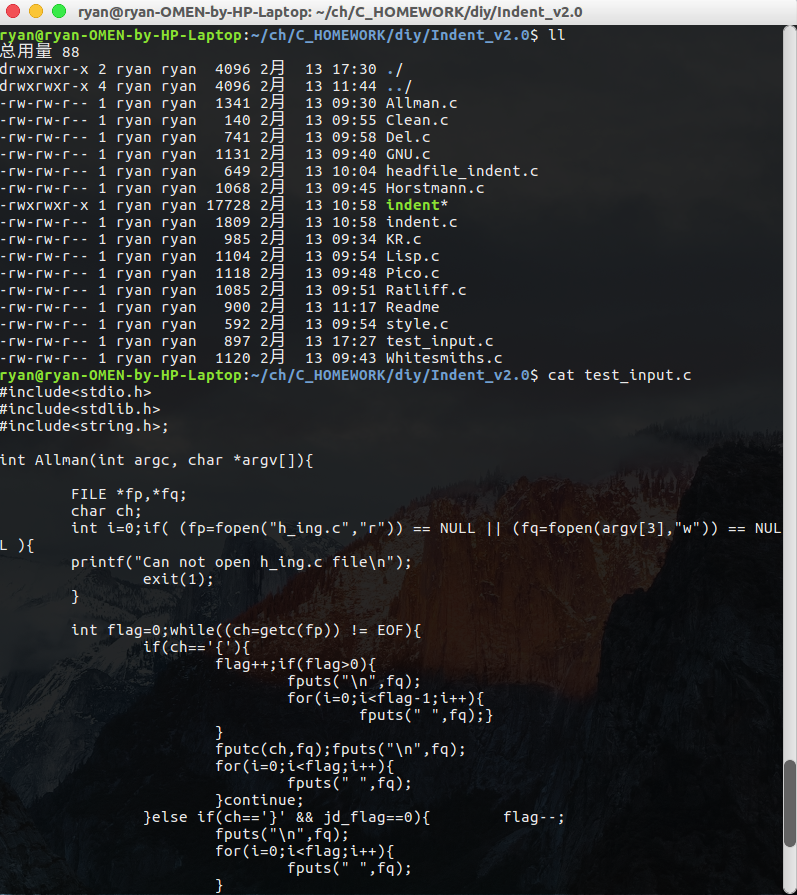 ryan@ryan-OMEN-by-HP-Laptop: ~/ch/C_HOMEWORK/diy/Indent_v2.0
ryan@ryan-OMEN-by-HP-Laptop:~/ch/C_HOMEWORK/diy/Indent_v2.0$ ll
总用量 88
drwxrwxr-x 2 ryan ryan  4096 2月  13 17:30 ./
drwxrwxr-x 4 ryan ryan  4096 2月  13 11:44 ../
-rw-rw-r-- 1 ryan ryan  1341 2月  13 09:30 Allman.c
-rw-rw-r-- 1 ryan ryan   140 2月  13 09:55 Clean.c
-rw-rw-r-- 1 ryan ryan   741 2月  13 09:58 Del.c
-rw-rw-r-- 1 ryan ryan  1131 2月  13 09:40 GNU.c
-rw-rw-r-- 1 ryan ryan   649 2月  13 10:04 headfile_indent.c
-rw-rw-r-- 1 ryan ryan  1068 2月  13 09:45 Horstmann.c
-rwxrwxr-x 1 ryan ryan 17728 2月  13 10:58 indent*
-rw-rw-r-- 1 ryan ryan  1809 2月  13 10:58 indent.c
-rw-rw-r-- 1 ryan ryan   985 2月  13 09:34 KR.c
-rw-rw-r-- 1 ryan ryan  1104 2月  13 09:54 Lisp.c
-rw-rw-r-- 1 ryan ryan  1118 2月  13 09:48 Pico.c
-rw-rw-r-- 1 ryan ryan  1085 2月  13 09:51 Ratliff.c
-rw-rw-r-- 1 ryan ryan   900 2月  13 11:17 Readme
-rw-rw-r-- 1 ryan ryan   592 2月  13 09:54 style.c
-rw-rw-r-- 1 ryan ryan   897 2月  13 17:27 test_input.c
-rw-rw-r-- 1 ryan ryan  1120 2月  13 09:43 Whitesmiths.c
ryan@ryan-OMEN-by-HP-Laptop:~/ch/C_HOMEWORK/diy/Indent_v2.0$ cat test_input.c
#include<stdio.h>
#include<stdlib.h>
#include<string.h>;
int Allman(int argc, char *argv[]){
        FILE *fp,*fq;
        char ch;
        int i=0;if( (fp=fopen("h_ing.c","r")) == NULL || (fq=fopen(argv[3],"w")) == NUL
L ){
        printf("Can not open h_ing.c file\n");
                exit(1);
        }
        int flag=0;while((ch=getc(fp)) != EOF){
                if(ch=='{'){
                        flag++;if(flag>0){
                                fputs("\n",fq);
                                for(i=0;i<flag-1;i++){
                                        fputs(" ",fq);}
                        }
                        fputc(ch,fq);fputs("\n",fq);
                        for(i=0;i<flag;i++){
                                fputs(" ",fq);
                        }continue;
                }else if(ch=='}' && jd_flag==0){        flag--;
                        fputs("\n",fq);
                        for(i=0;i<flag;i++){
                                fputs(" ",fq);
                        }